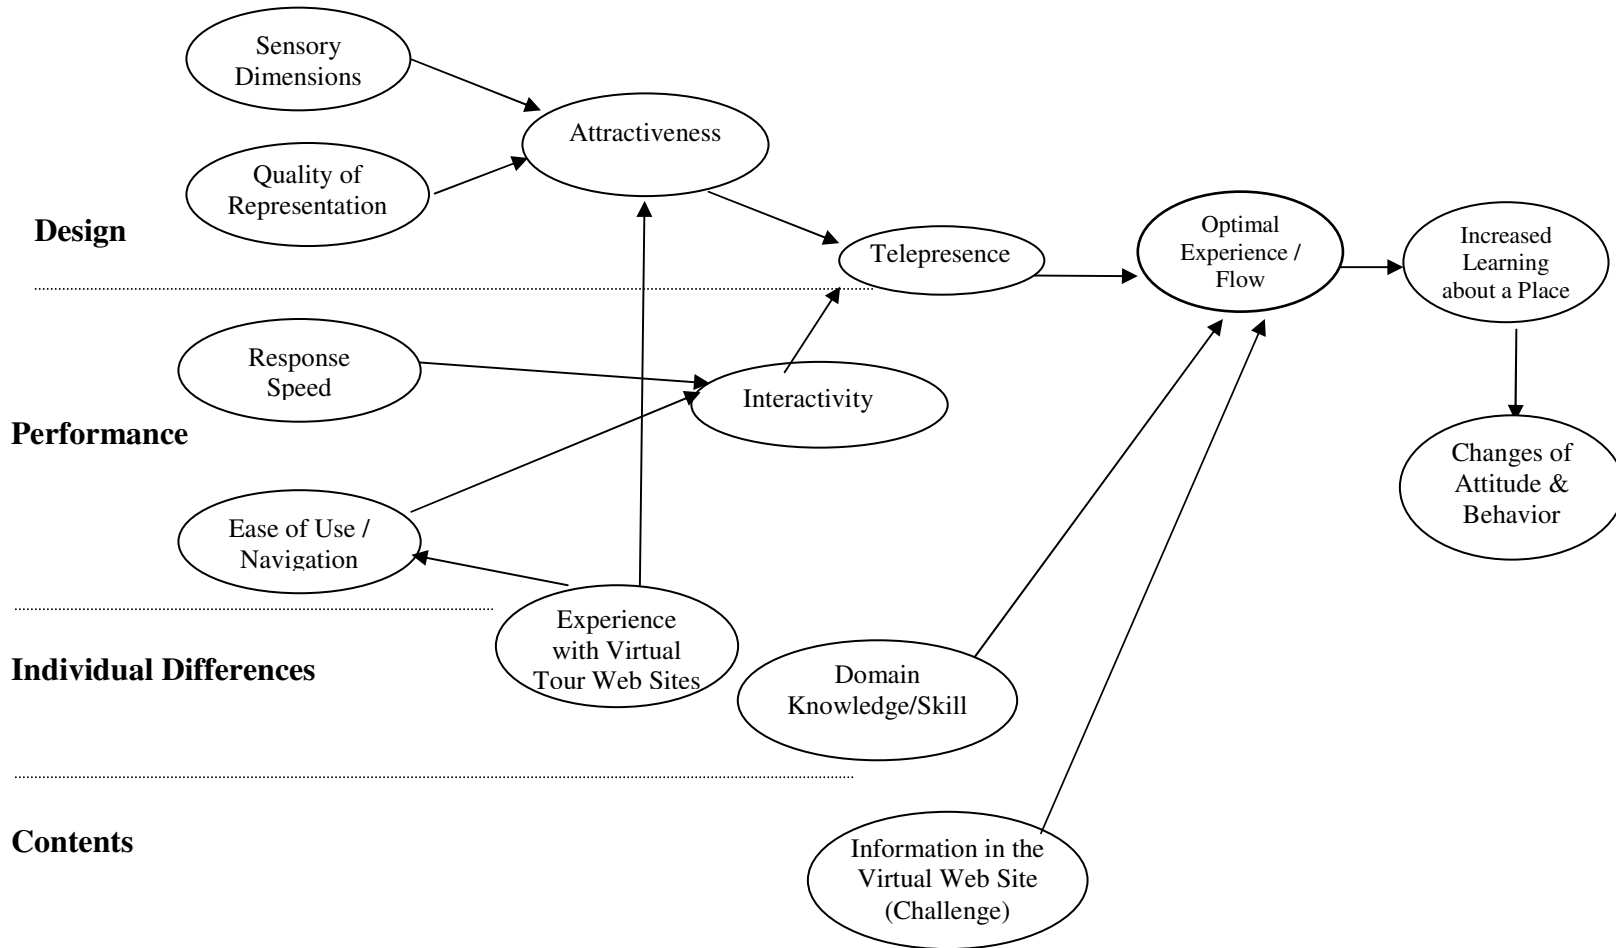 Sensory
Dimensions
Attractiveness
Quality of
Representation
Design
Telepresence
Optimal
Experience /
Flow
Increased
Learning
about a Place
Response
Speed
Interactivity
Performance
Changes of
Attitude &
Behavior
Ease of Use /
Navigation
Experience
with Virtual
Tour Web Sites
Individual Differences
Domain
Knowledge/Skill
Contents
Information in the
Virtual Web Site
(Challenge)